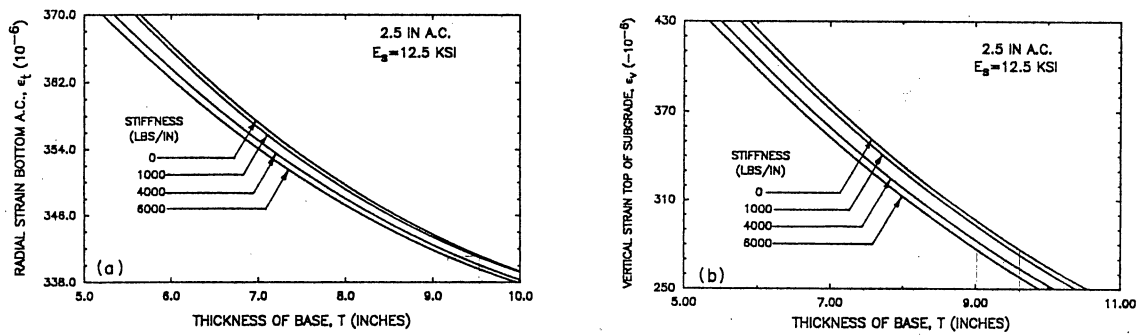 RADIAL STRAIN BOTTOM A.C., εt (10⁻⁶)
370.0
362.0
354.0
346.0
338.0
2.5 IN A.C.
Es=12.5 KSI
STIFFNESS
(LBS/IN)
0
1000
4000
6000
(a)
5.0 6.0 7.0 8.0 9.0 10.0
THICKNESS OF BASE, T (INCHES)
VERTICAL STRAIN TOP OF SUBGRADE, εv (−10⁻⁶)
430
370
310
250
2.5 IN A.C.
Es=12.5 KSI
STIFFNESS
(LBS/IN)
0
1000
4000
6000
(b)
5.00 7.00 9.00 11.00
THICKNESS OF BASE, T (INCHES)